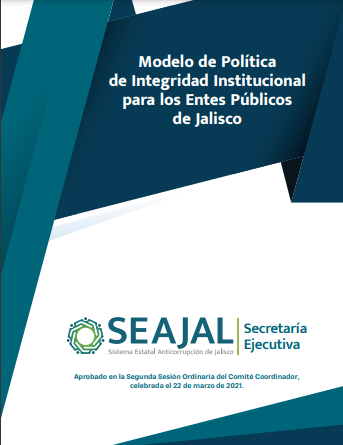 Modelo de Política
de Integridad Institucional
para los Entes Públicos
de Jalisco
SEAJAL
Sistema Estatal Anticorrupción de Jalisco
Secretaría
Ejecutiva
Aprobado en la Segunda Sesión Ordinaria del Comité Coordinador,
celebrada el 22 de marzo de 2021.